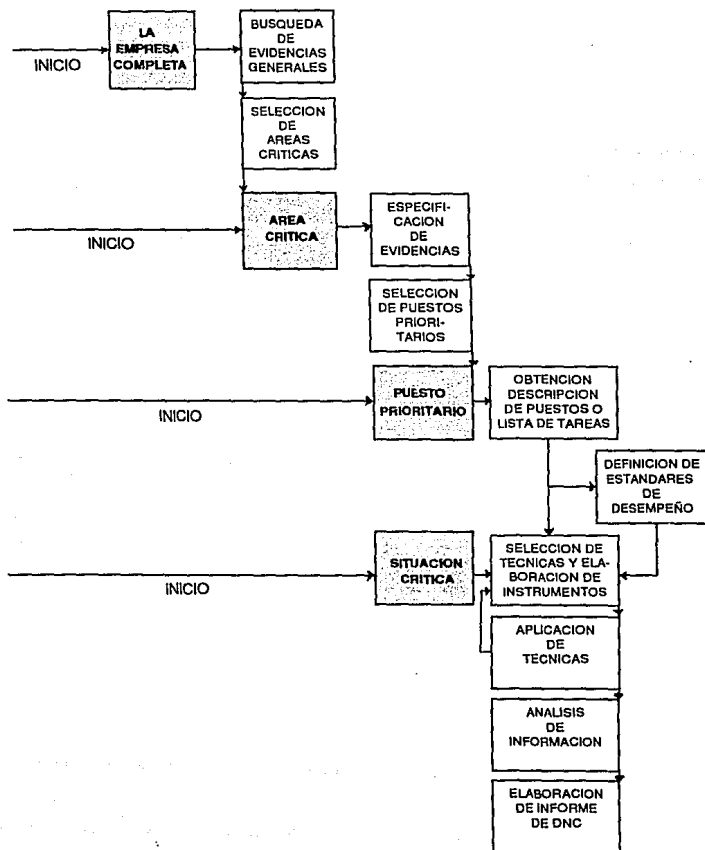 LA
EMPRESA
COMPLETA
INICIO
BUSQUEDA
DE
EVIDENCIAS
GENERALES
SELECCION
DE
AREAS
CRITICAS
AREA
CRITICA
INICIO
ESPECIFI-
CACION
DE
EVIDENCIAS
SELECCION
DE PUESTOS
PRIORI-
TARIOS
PUESTO
PRIORITARIO
INICIO
OBTENCION
DESCRIPCION
DE PUESTOS O
LISTA DE TAREAS
DEFINICION DE
ESTANDARES
DE
DESEMPEÑO
SITUACION
CRITICA
INICIO
SELECCION DE
TECNICAS Y ELA-
BORACION DE
INSTRUMENTOS
APLICACION
DE
TECNICAS
ANALISIS
DE
INFORMACION
ELABORACION
DE INFORME
DE DNC